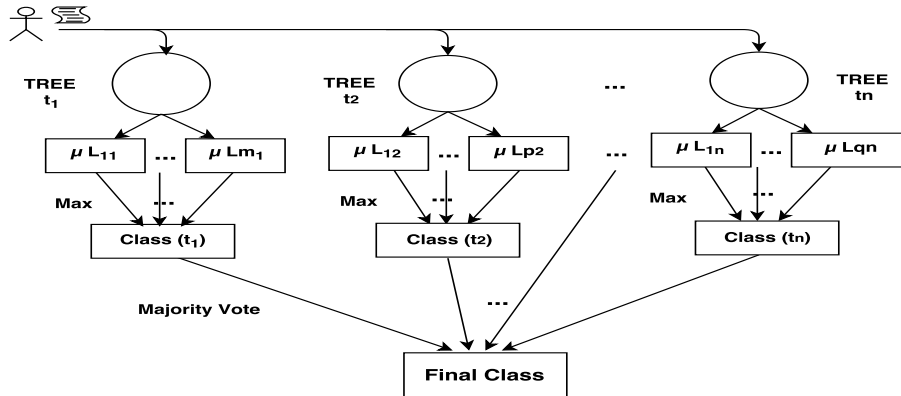 TREE
t1
TREE
t2
...
TREE
tn
μ L11
...
μ Lm1
μ L12
...
μ Lp2
...
μ L1n
...
μ Lqn
Max
...
Max
...
Max
...
Class (t1)
Class (t2)
Class (tn)
Majority Vote
...
Final Class